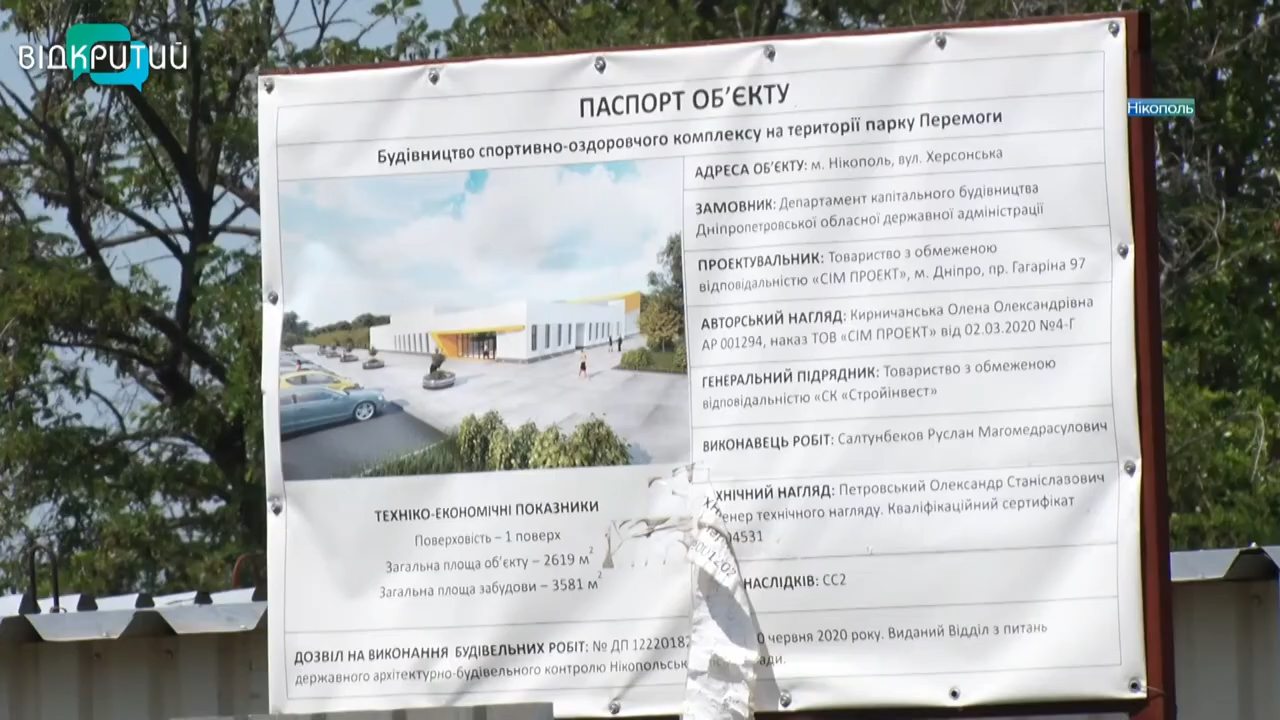 ВІДКРИТИЙ
Нікополь
ПАСПОРТ ОБ'ЄКТУ
Будівництво спортивно-оздоровчого комплексу на території парку Перемоги
АДРЕСА ОБ'ЄКТУ: м. Нікополь, вул. Херсонська
ЗАМОВНИК: Департамент капітального будівництва
Дніпропетровської обласної державної адміністрації
ПРОЕКТУВАЛЬНИК: Товариство з обмеженою
відповідальністю «СІМ ПРОЕКТ», м. Дніпро, пр. Гагаріна 97
АВТОРСЬКИЙ НАГЛЯД: Кирничанська Олена Олександрівна
АР 001294, наказ ТОВ «СІМ ПРОЕКТ» від 02.03.2020 №4-Г
ГЕНЕРАЛЬНИЙ ПІДРЯДНИК: Товариство з обмеженою
відповідальністю «СК «Стройінвест»
ВИКОНАВЕЦЬ РОБІТ: Салтунбеков Руслан Магомедрасулович
ХНІЧНИЙ НАГЛЯД: Петровський Олександр Станіславович
енер технічного нагляду. Кваліфікаційний сертифікат
04531
НАСЛІДКІВ: СС2
ТЕХНІКО-ЕКОНОМІЧНІ ПОКАЗНИКИ
Поверховість – 1 поверх
Загальна площа об'єкту – 2619 м²
Загальна площа забудови – 3581 м²
ДОЗВІЛ НА ВИКОНАННЯ БУДІВЕЛЬНИХ РОБІТ: № ДП 12220182 0 червня 2020 року. Виданий Відділ з питань
державного архітектурно-будівельного контролю Нікопольськ ади.